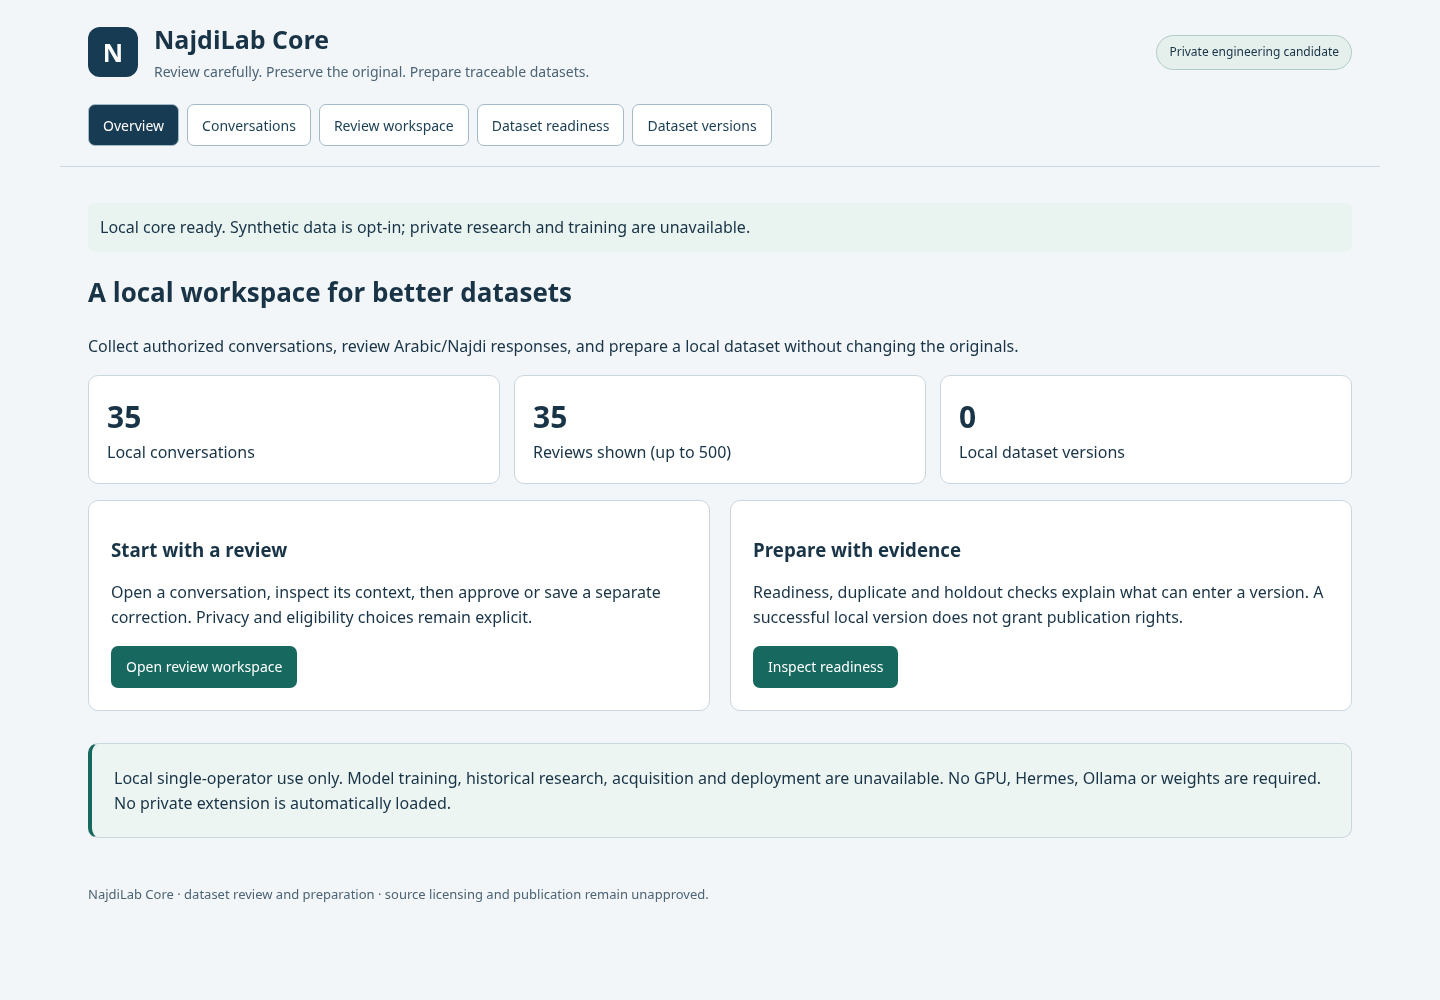 N
NajdiLab Core
Review carefully. Preserve the original. Prepare traceable datasets.
Private engineering candidate
Overview
Conversations
Review workspace
Dataset readiness
Dataset versions
Local core ready. Synthetic data is opt-in; private research and training are unavailable.
A local workspace for better datasets
Collect authorized conversations, review Arabic/Najdi responses, and prepare a local dataset without changing the originals.
35
Local conversations
35
Reviews shown (up to 500)
0
Local dataset versions
Start with a review
Open a conversation, inspect its context, then approve or save a separate
correction. Privacy and eligibility choices remain explicit.
Open review workspace
Prepare with evidence
Readiness, duplicate and holdout checks explain what can enter a version. A
successful local version does not grant publication rights.
Inspect readiness
Local single-operator use only. Model training, historical research, acquisition and deployment are unavailable. No GPU, Hermes, Ollama or weights are required.
No private extension is automatically loaded.
NajdiLab Core · dataset review and preparation · source licensing and publication remain unapproved.